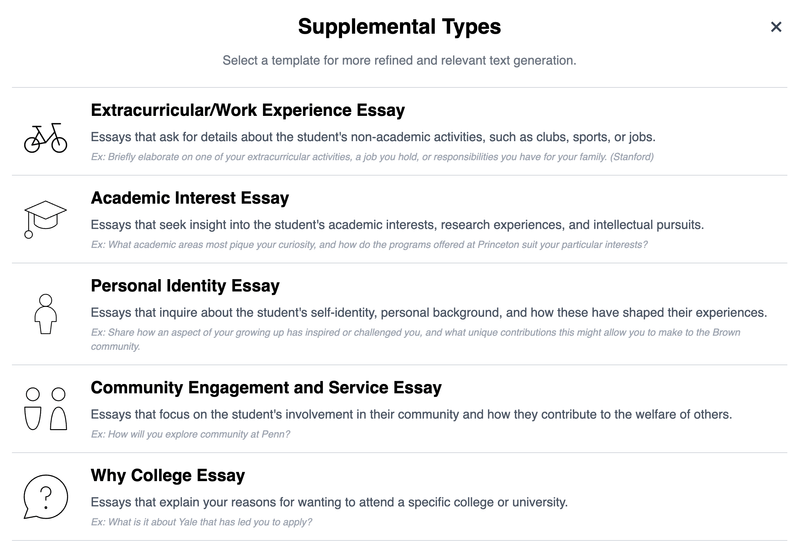 Supplemental Types
×
Select a template for more refined and relevant text generation.
Extracurricular/Work Experience Essay
Essays that ask for details about the student's non-academic activities, such as clubs, sports, or jobs.
Ex: Briefly elaborate on one of your extracurricular activities, a job you hold, or responsibilities you have for your family. (Stanford)
Academic Interest Essay
Essays that seek insight into the student's academic interests, research experiences, and intellectual pursuits.
Ex: What academic areas most pique your curiosity, and how do the programs offered at Princeton suit your particular interests?
Personal Identity Essay
Essays that inquire about the student's self-identity, personal background, and how these have shaped their experiences.
Ex: Share how an aspect of your growing up has inspired or challenged you, and what unique contributions this might allow you to make to the Brown
community.
Community Engagement and Service Essay
Essays that focus on the student's involvement in their community and how they contribute to the welfare of others.
Ex: How will you explore community at Penn?
?
Why College Essay
Essays that explain your reasons for wanting to attend a specific college or university.
Ex: What is it about Yale that has led you to apply?